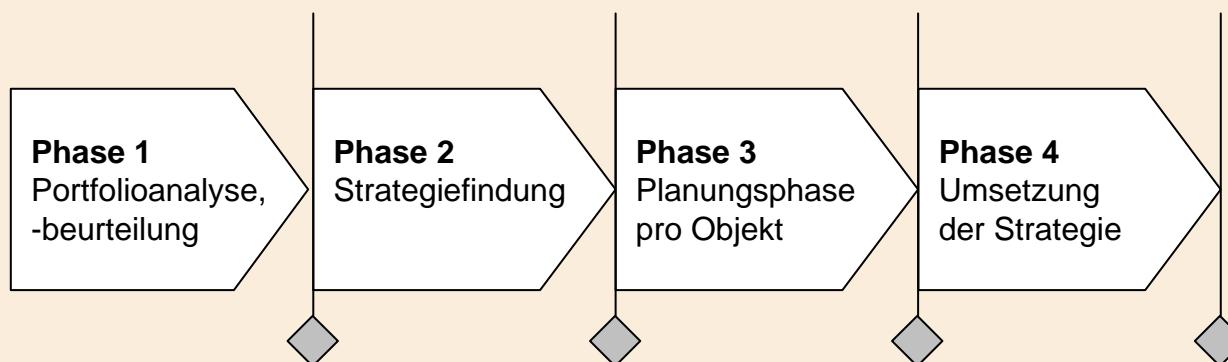 Phase 1
Portfolioanalyse,
-beurteilung
Phase 2
Strategiefindung
Phase 3
Planungsphase
pro Objekt
Phase 4
Umsetzung
der Strategie